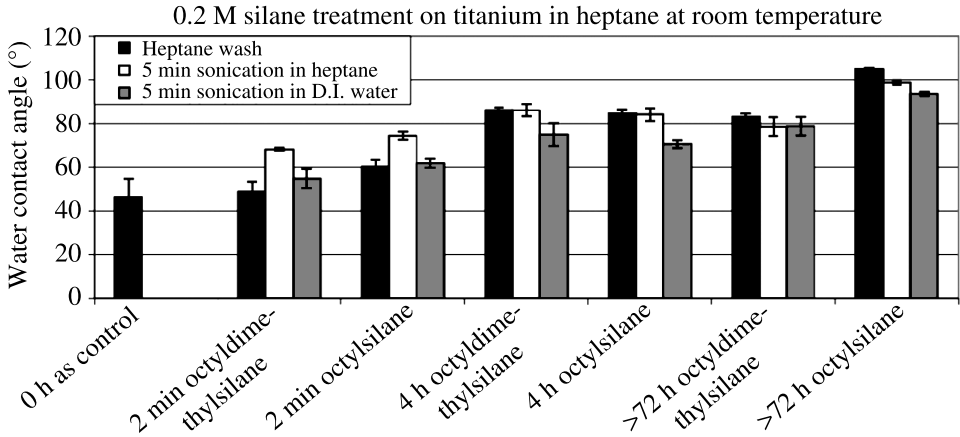 0.2 M silane treatment on titanium in heptane at room temperature
Water contact angle (°)
120
100
80
60
40
20
0
Heptane wash
5 min sonication in heptane
5 min sonication in D.I. water
0 h as control
2 min octyldime-
thylsilane
2 min octylsilane
4 h octyldime-
thylsilane
4 h octylsilane
>72 h octyldime-
thylsilane
>72 h octylsilane